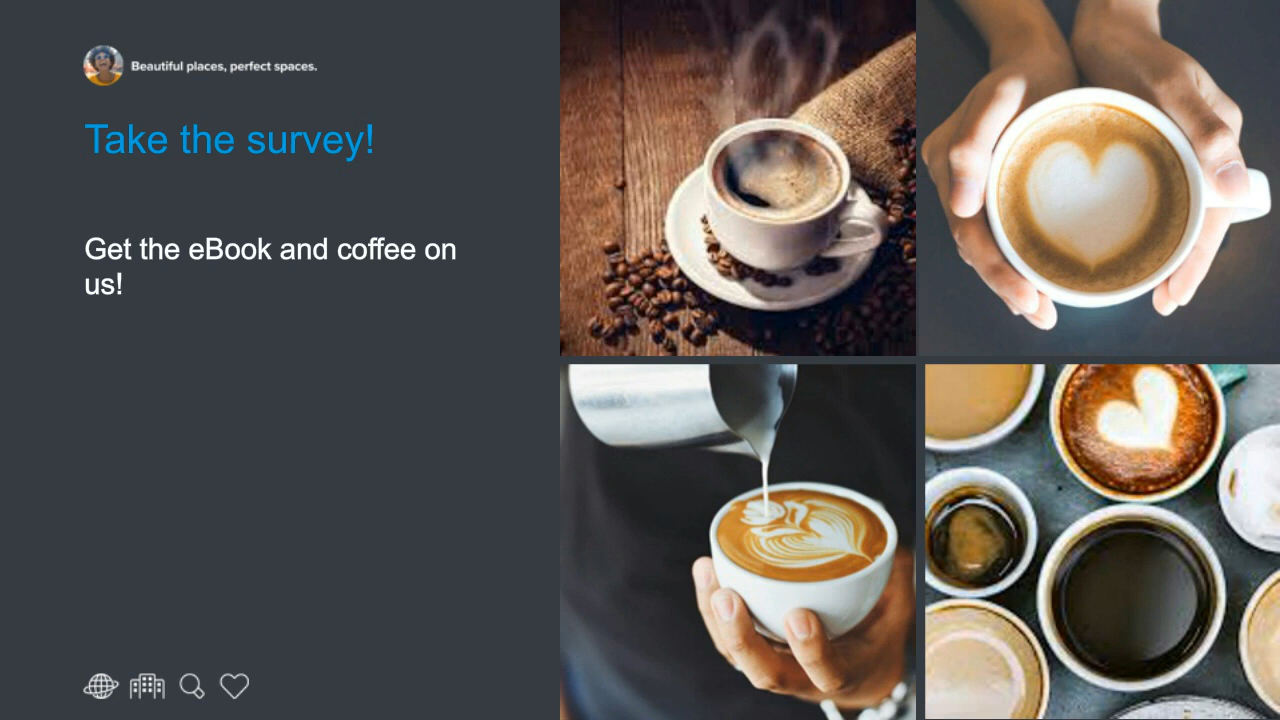 Beautiful places, perfect spaces.
Take the survey!
Get the eBook and coffee on
us!